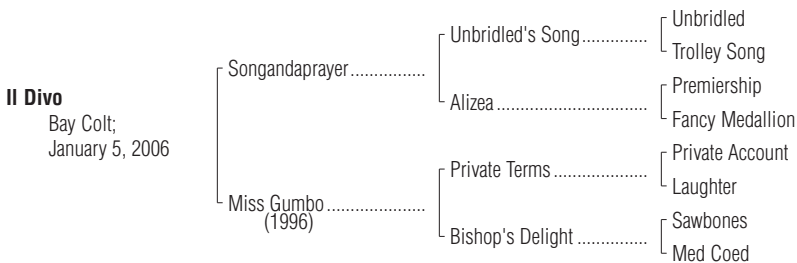 Unbridled
Unbridled's Song..............
Trolley Song
Songandaprayer................
Premiership
Alizea................................
Fancy Medallion
Il Divo
Bay Colt;
January 5, 2006
Private Account
Private Terms ...................
Laughter
Miss Gumbo.....................
(1996)
Sawbones
Bishop's Delight ..............
Med Coed